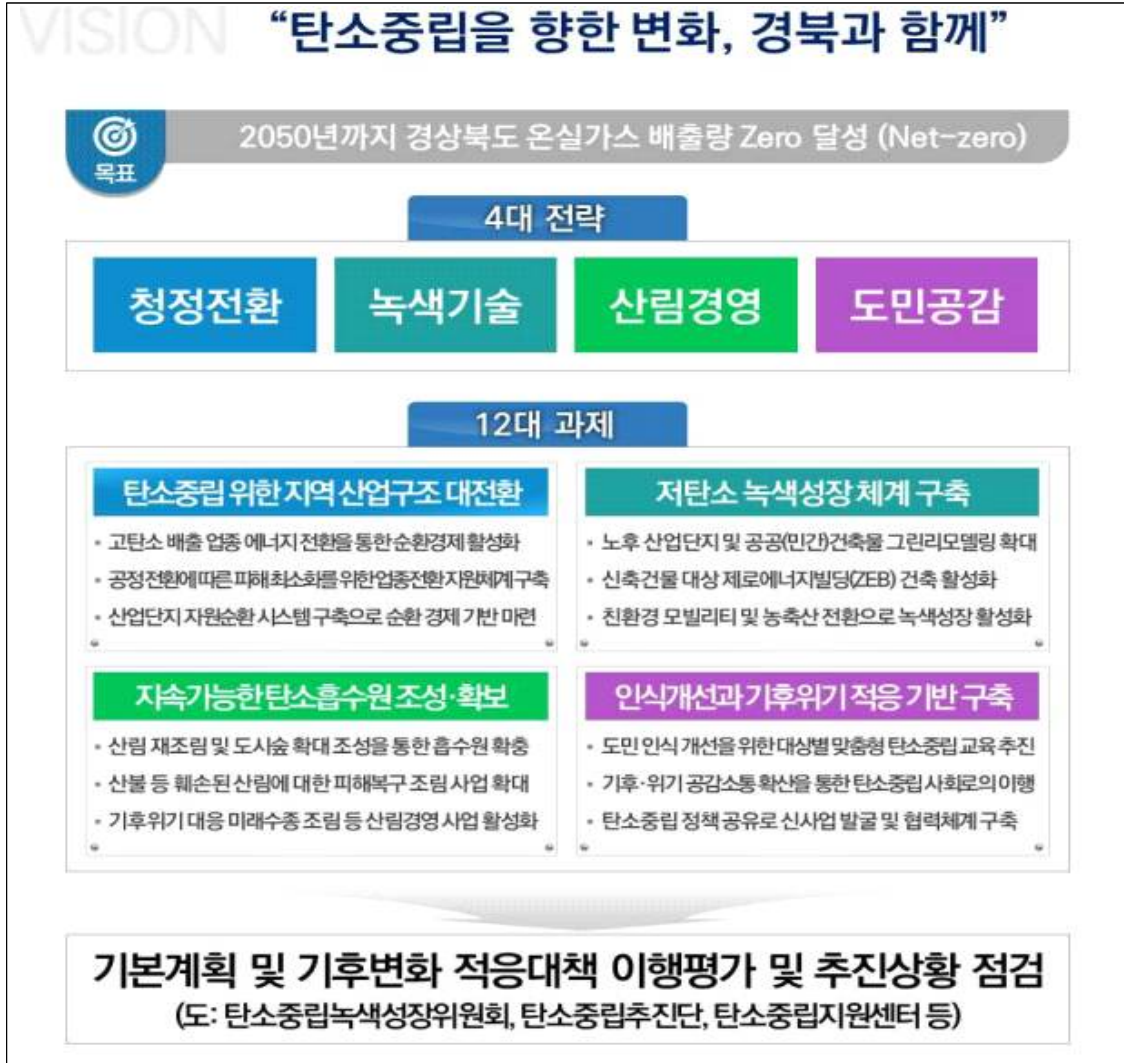 VISION
“탄소중립을 향한 변화, 경북과 함께”
목표
2050년까지 경상북도 온실가스 배출량 Zero 달성 (Net-zero)
4대 전략
청정전환
녹색기술
산림경영
도민공감
12대 과제
탄소중립 위한 지역 산업구조 대전환
• 고탄소 배출 업종 에너지 전환을 통한 순환경제 활성화
• 공정전환에 따른 피해 최소화를 위한 업종전환 지원체계 구축
• 산업단지 자원순환 시스템 구축으로 순환 경제 기반 마련
저탄소 녹색성장 체계 구축
• 노후 산업단지 및 공공(민간)건축물 그린리모델링 확대
• 신축건물 대상 제로에너지빌딩(ZEB) 건축 활성화
• 친환경 모빌리티 및 농축산 전환으로 녹색성장 활성화
지속가능한 탄소흡수원 조성·확보
• 산림 재조림 및 도시숲 확대 조성을 통한 흡수원 확충
• 산불 등 훼손된 산림에 대한 피해복구 조림 사업 확대
• 기후위기 대응 미래수종 조림 등 산림경영 사업 활성화
인식개선과 기후위기 적응 기반 구축
• 도민 인식 개선을 위한 대상별 맞춤형 탄소중립 교육 추진
• 기후·위기 공감소통 확산을 통한 탄소중립 사회로의 이행
• 탄소중립 정책 공유로 신사업 발굴 및 협력체계 구축
기본계획 및 기후변화 적응대책 이행평가 및 추진상황 점검
(도: 탄소중립녹색성장위원회, 탄소중립추진단, 탄소중립지원센터 등)